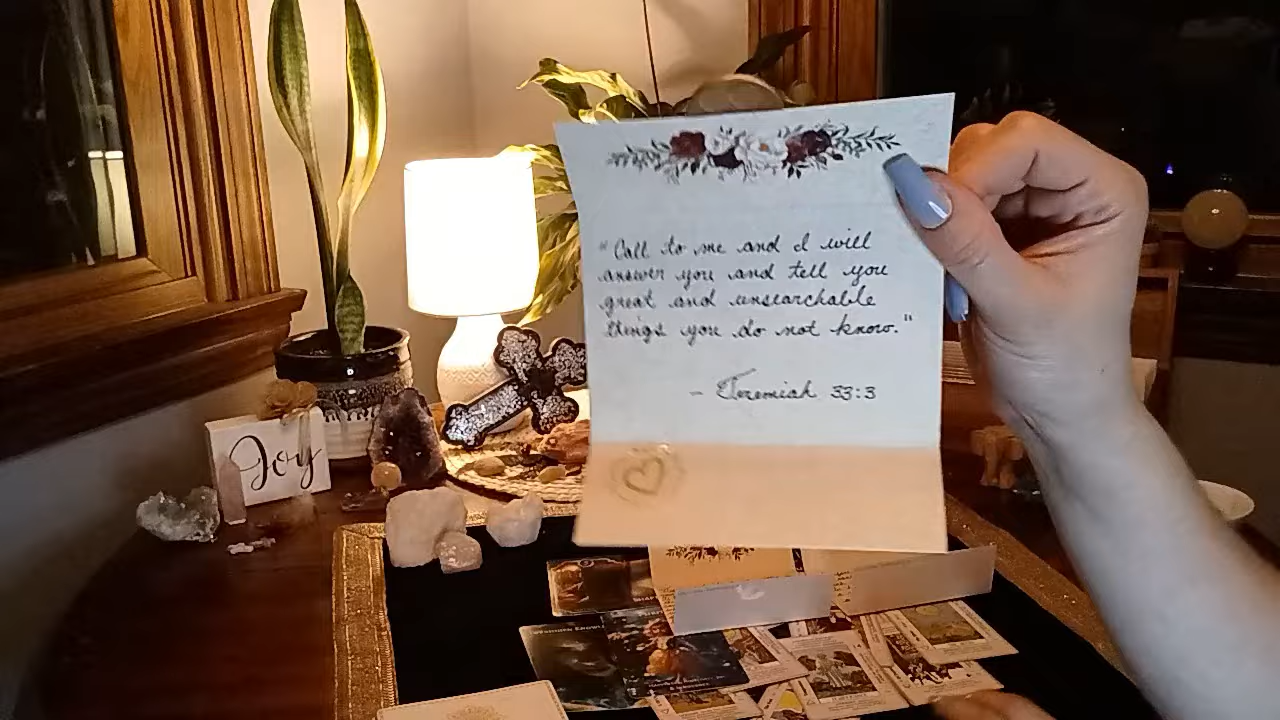 "Call to me and I will
answer you and tell you
great and unsearchable
things you do not know."
- Jeremiah 33:3
Joy